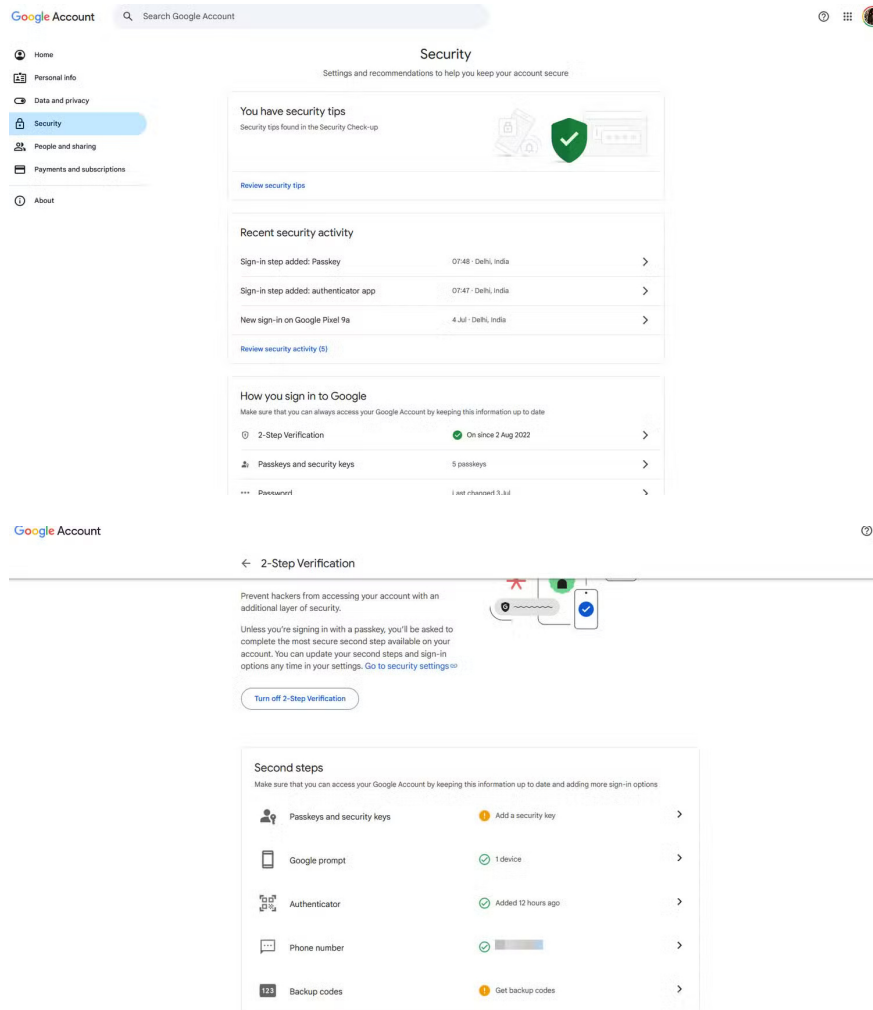 Google Account
Search Google Account
Home
Personal info
Data and privacy
Security
People and sharing
Payments and subscriptions
About
Security
Settings and recommendations to help you keep your account secure
You have security tips
Security tips found in the Security Check-up
Review security tips
Recent security activity
Sign-in step added: Passkey 07:48 · Delhi, India
Sign-in step added: authenticator app 07:47 · Delhi, India
New sign-in on Google Pixel 9a 4 Jul · Delhi, India
Review security activity (5)
How you sign in to Google
Make sure that you can always access your Google Account by keeping this information up to date
2-Step Verification On since 2 Aug 2022
Passkeys and security keys 5 passkeys
Password Last changed 3 Jul
Google Account
2-Step Verification
Prevent hackers from accessing your account with an
additional layer of security.
Unless you're signing in with a passkey, you'll be asked to
complete the most secure second step available on your
account. You can update your second steps and sign-in
options any time in your settings. Go to security settings
Turn off 2-Step Verification
Second steps
Make sure that you can access your Google Account by keeping this information up to date and adding more sign-in options
Passkeys and security keys Add a security key
Google prompt 1 device
Authenticator Added 12 hours ago
Phone number
123 Backup codes Get backup codes